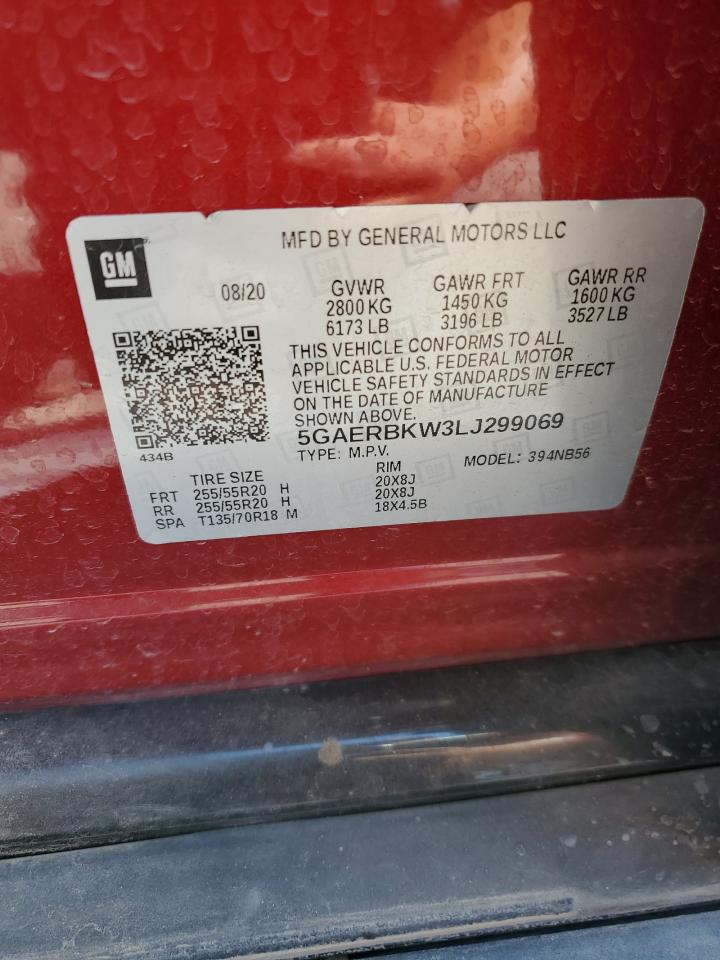 MFD BY GENERAL MOTORS LLC
GM
08/20
GVWR
2800 KG
6173 LB
GAWR FRT
1450 KG
3196 LB
GAWR RR
1600 KG
3527 LB
THIS VEHICLE CONFORMS TO ALL
APPLICABLE U.S. FEDERAL MOTOR
VEHICLE SAFETY STANDARDS IN EFFECT
ON THE DATE OF MANUFACTURE
SHOWN ABOVE.
434B
5GAERBKW3LJ299069
TYPE: M.P.V.
MODEL: 394NB56
TIRE SIZE
RIM
FRT 255/55R20 H 20X8J
RR 255/55R20 H 20X8J
SPA T135/70R18 M 18X4.5B